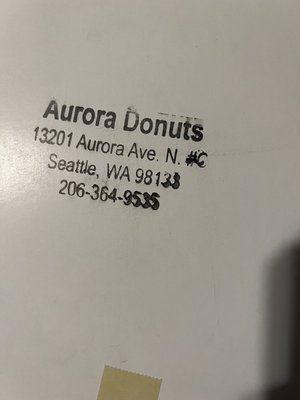 Aurora Donuts
13201 Aurora Ave. N. #C
Seattle, WA 98133
206-364-9535